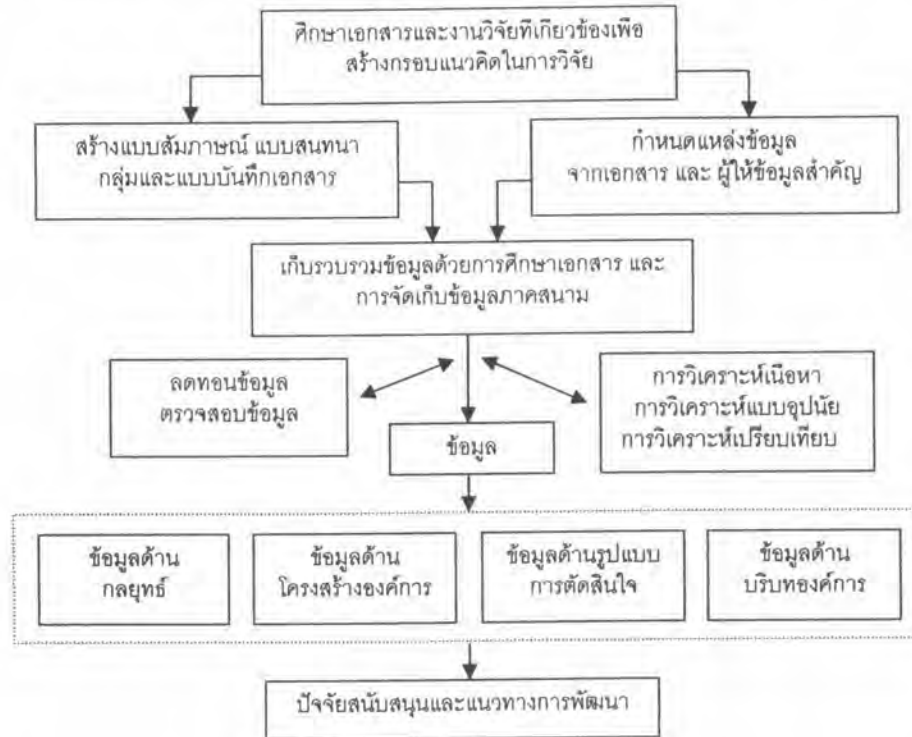 ศึกษาเอกสารและงานวิจัยที่เกี่ยวข้องเพื่อ
สร้างกรอบแนวคิดในการวิจัย
สร้างแบบสัมภาษณ์ แบบสนทนา
กลุ่มและแบบบันทึกเอกสาร
กำหนดแหล่งข้อมูล
จากเอกสาร และ ผู้ให้ข้อมูลสำคัญ
เก็บรวบรวมข้อมูลด้วยการศึกษาเอกสาร และ
การจัดเก็บข้อมูลภาคสนาม
ลดทอนข้อมูล
ตรวจสอบข้อมูล
การวิเคราะห์เนื้อหา
การวิเคราะห์แบบอุปนัย
การวิเคราะห์เปรียบเทียบ
ข้อมูล
ข้อมูลด้าน
กลยุทธ์
ข้อมูลด้าน
โครงสร้างองค์การ
ข้อมูลด้านรูปแบบ
การตัดสินใจ
ข้อมูลด้าน
บริบทองค์การ
ปัจจัยสนับสนุนและแนวทางการพัฒนา